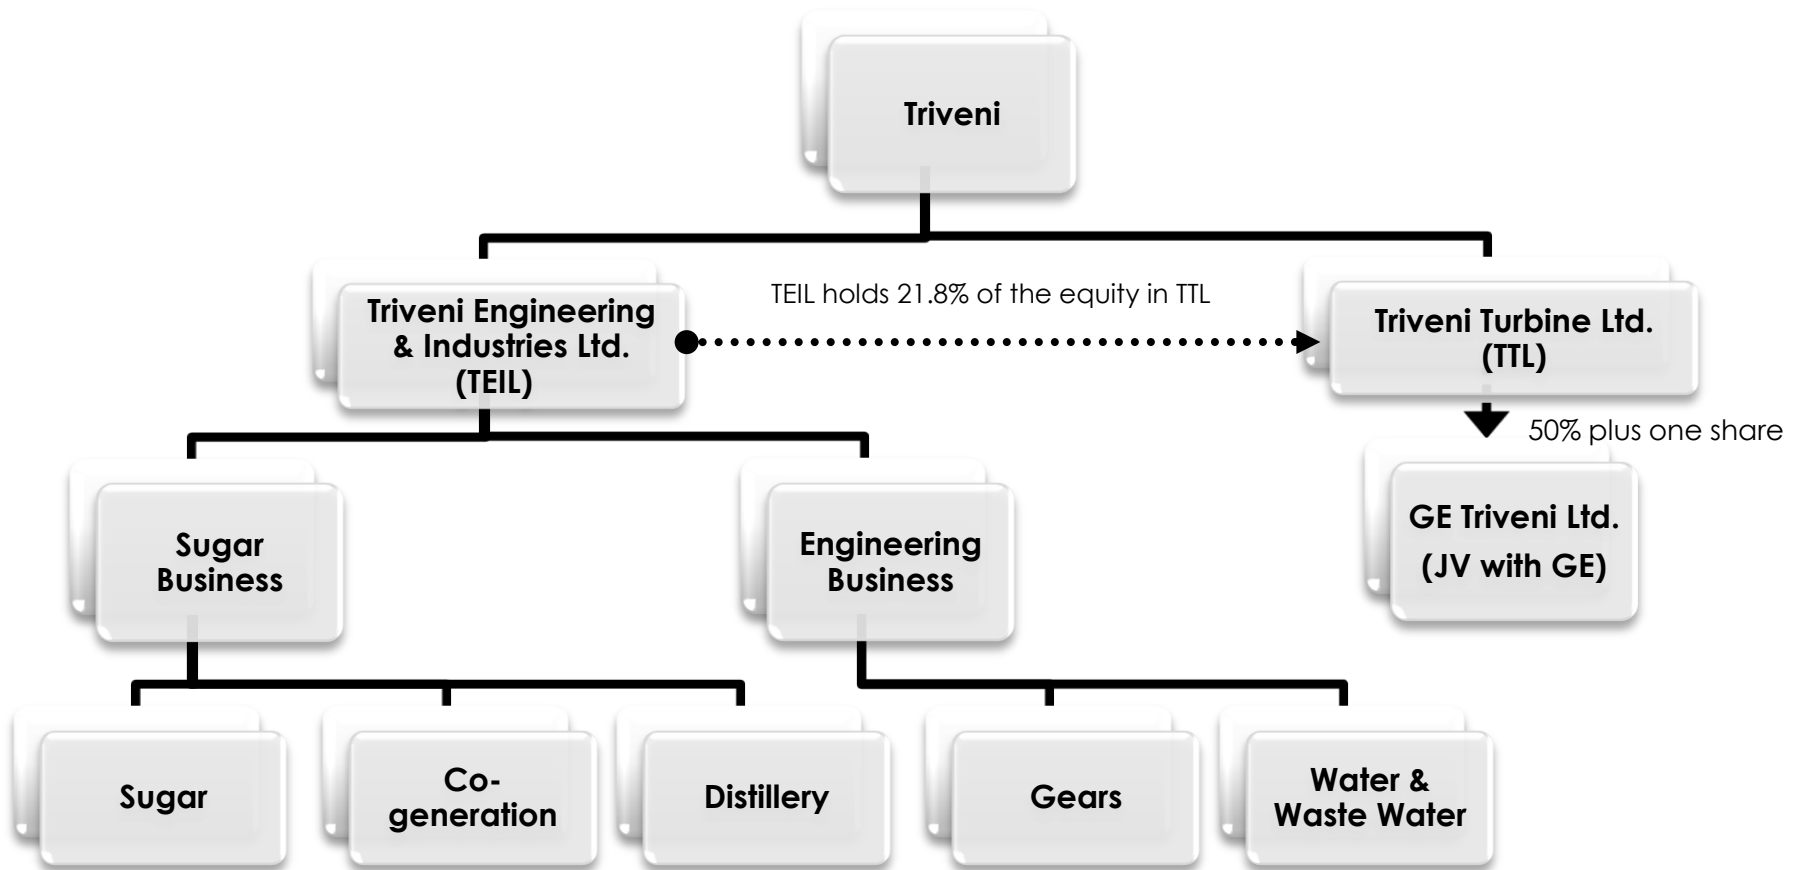 Triveni
Triveni Engineering
& Industries Ltd.
(TEIL)
TEIL holds 21.8% of the equity in TTL
Triveni Turbine Ltd.
(TTL)
50% plus one share
GE Triveni Ltd.
(JV with GE)
Sugar
Business
Engineering
Business
Sugar
Co-
generation
Distillery
Gears
Water &
Waste Water